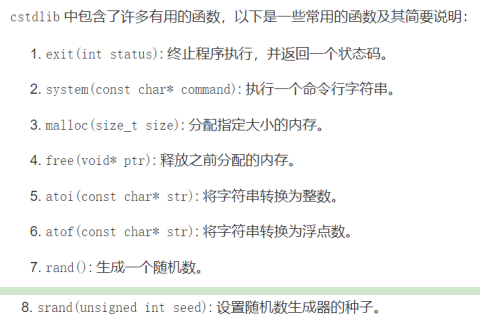 cstdlib 中包含了许多有用的函数，以下是一些常用的函数及其简要说明：
1. exit(int status)：终止程序执行，并返回一个状态码。
2. system(const char* command)：执行一个命令行字符串。
3. malloc(size_t size)：分配指定大小的内存。
4. free(void* ptr)：释放之前分配的内存。
5. atoi(const char* str)：将字符串转换为整数。
6. atof(const char* str)：将字符串转换为浮点数。
7. rand()：生成一个随机数。
8. srand(unsigned int seed)：设置随机数生成器的种子。